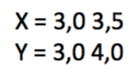 X = 3,0 3,5
Y = 3,0 4,0